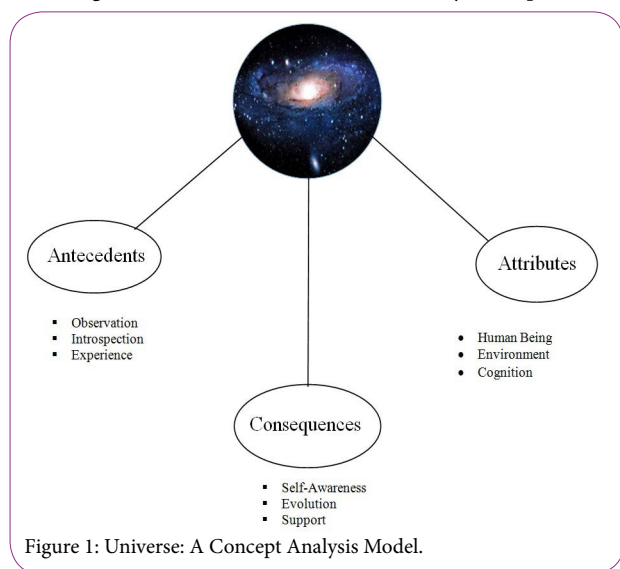 Antecedents
▪ Observation
▪ Introspection
▪ Experience
Attributes
● Human Being
● Environment
● Cognition
Consequences
▪ Self-Awareness
▪ Evolution
▪ Support
Figure 1: Universe: A Concept Analysis Model.